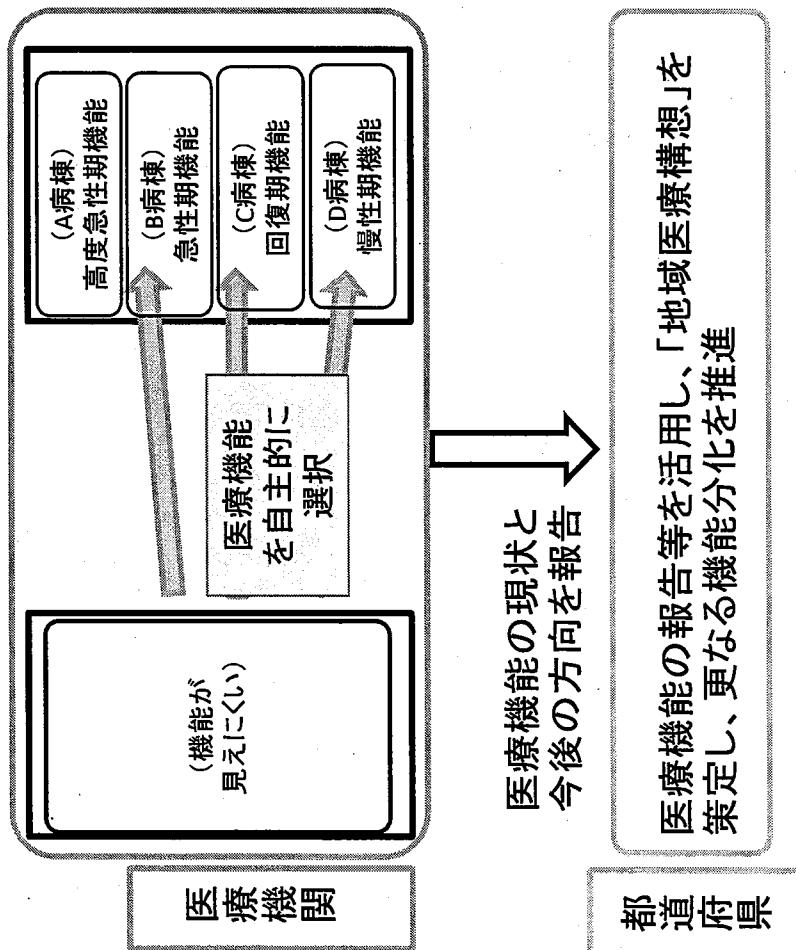 医療機関
(機能が
見えにくい)
医療機能
を自主的に
選択
(A病棟)
高度急性期機能
(B病棟)
急性期機能
(C病棟)
回復期機能
(D病棟)
慢性期機能
医療機能の現状と
今後の方向を報告
都道府県
医療機能の報告等を活用し、「地域医療構想」を
策定し、更なる機能分化を推進